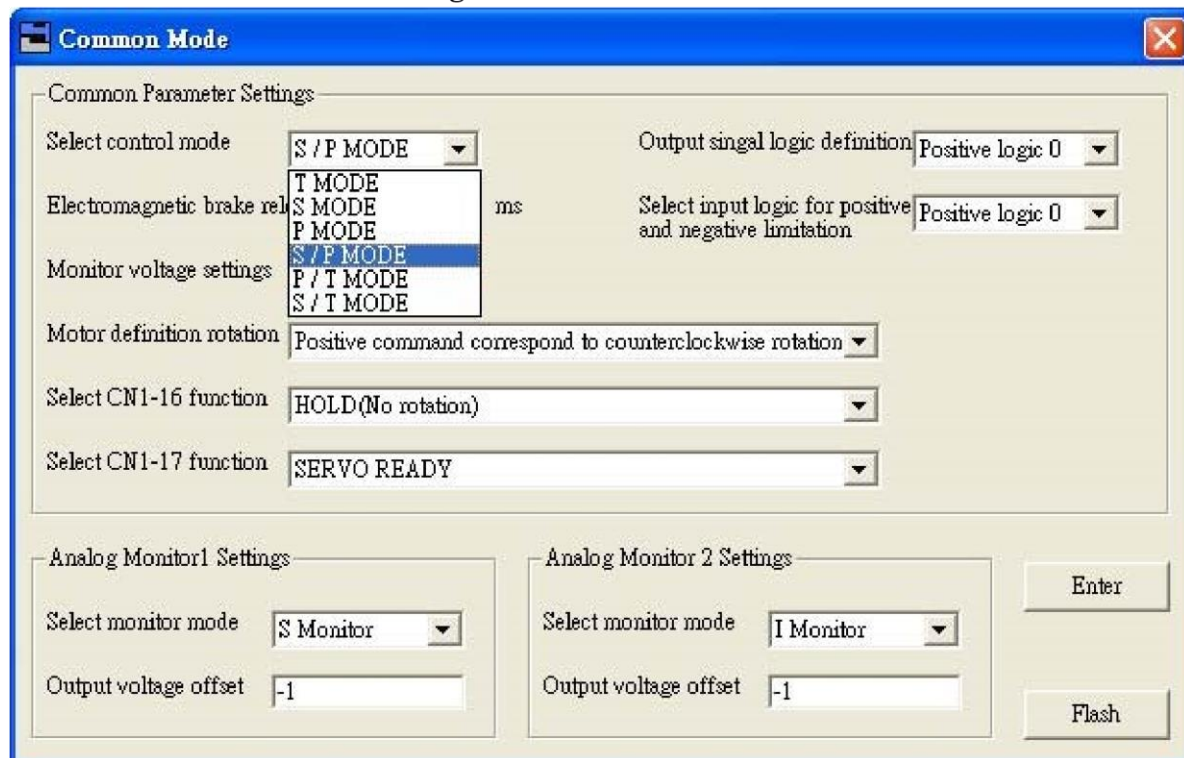 Common Mode
Common Parameter Settings
Select control mode
S / P MODE
Output singal logic definition
Positive logic 0
T MODE
S MODE
P MODE
S / P MODE
P / T MODE
S / T MODE
Electromagnetic brake rel
ms
Select input logic for positive
and negative limitation
Positive logic 0
Monitor voltage settings
Motor definition rotation
Positive command correspond to counterclockwise rotation
Select CN1-16 function
HOLD(No rotation)
Select CN1-17 function
SERVO READY
Analog Monitor1 Settings
Select monitor mode
S Monitor
Output voltage offset
-1
Analog Monitor 2 Settings
Select monitor mode
I Monitor
Output voltage offset
-1
Enter
Flash